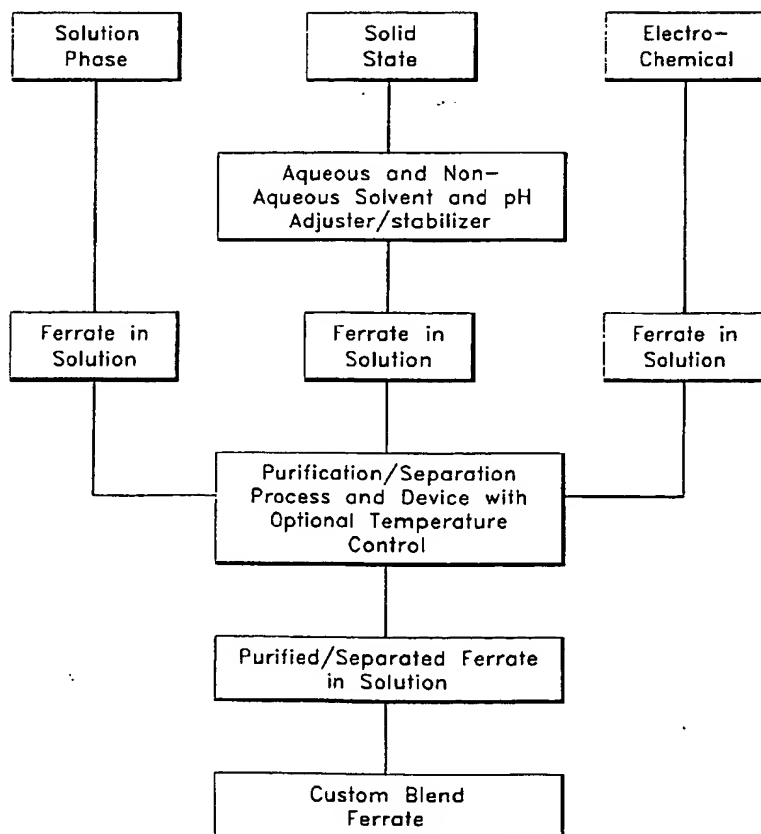 Solution
Phase
Solid
State
Electro-
Chemical
Aqueous and Non-
Aqueous Solvent and pH
Adjuster/stabilizer
Ferrate in
Solution
Ferrate in
Solution
Ferrate in
Solution
Purification/Separation
Process and Device with
Optional Temperature
Control
Purified/Separated Ferrate
in Solution
Custom Blend
Ferrate